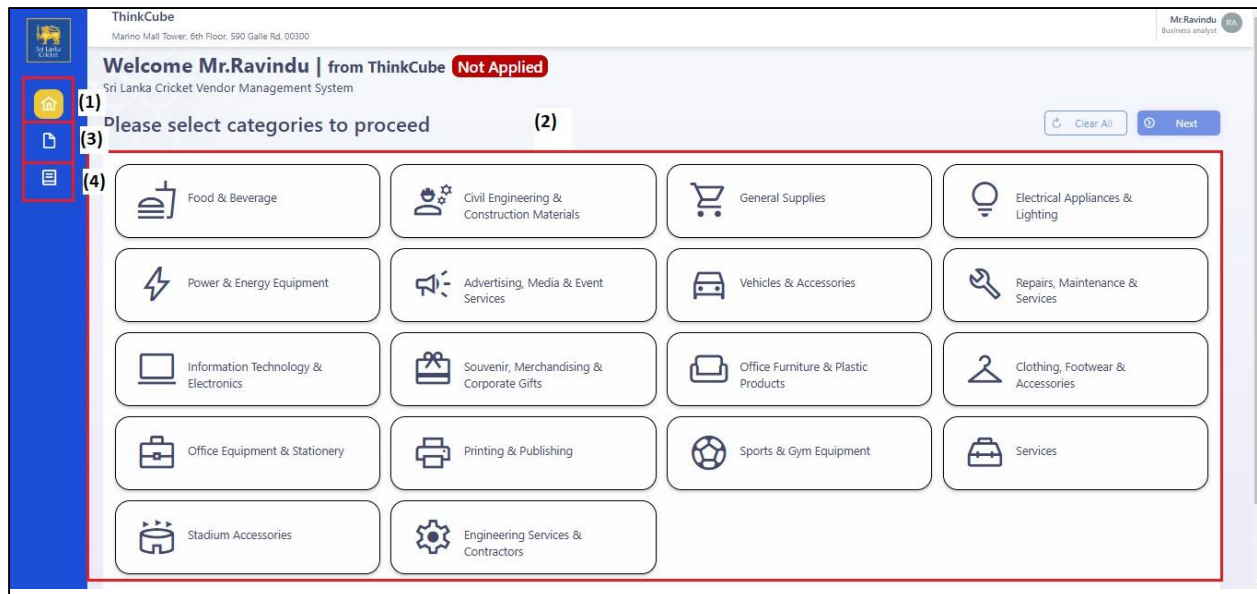 ThinkCube
Marino Mall Tower, 6th Floor, 590 Galle Rd, 00300
Mr.Ravindu
Business analyst
RA
Sri Lanka
Cricket
Welcome Mr.Ravindu | from ThinkCube Not Applied
Sri Lanka Cricket Vendor Management System
(1)
Please select categories to proceed
(2)
Clear All
Next
(3)
(4)
Food & Beverage
Civil Engineering &
Construction Materials
General Supplies
Electrical Appliances &
Lighting
Power & Energy Equipment
Advertising, Media & Event
Services
Vehicles & Accessories
Repairs, Maintenance &
Services
Information Technology &
Electronics
Souvenir, Merchandising &
Corporate Gifts
Office Furniture & Plastic
Products
Clothing, Footwear &
Accessories
Office Equipment & Stationery
Printing & Publishing
Sports & Gym Equipment
Services
Stadium Accessories
Engineering Services &
Contractors